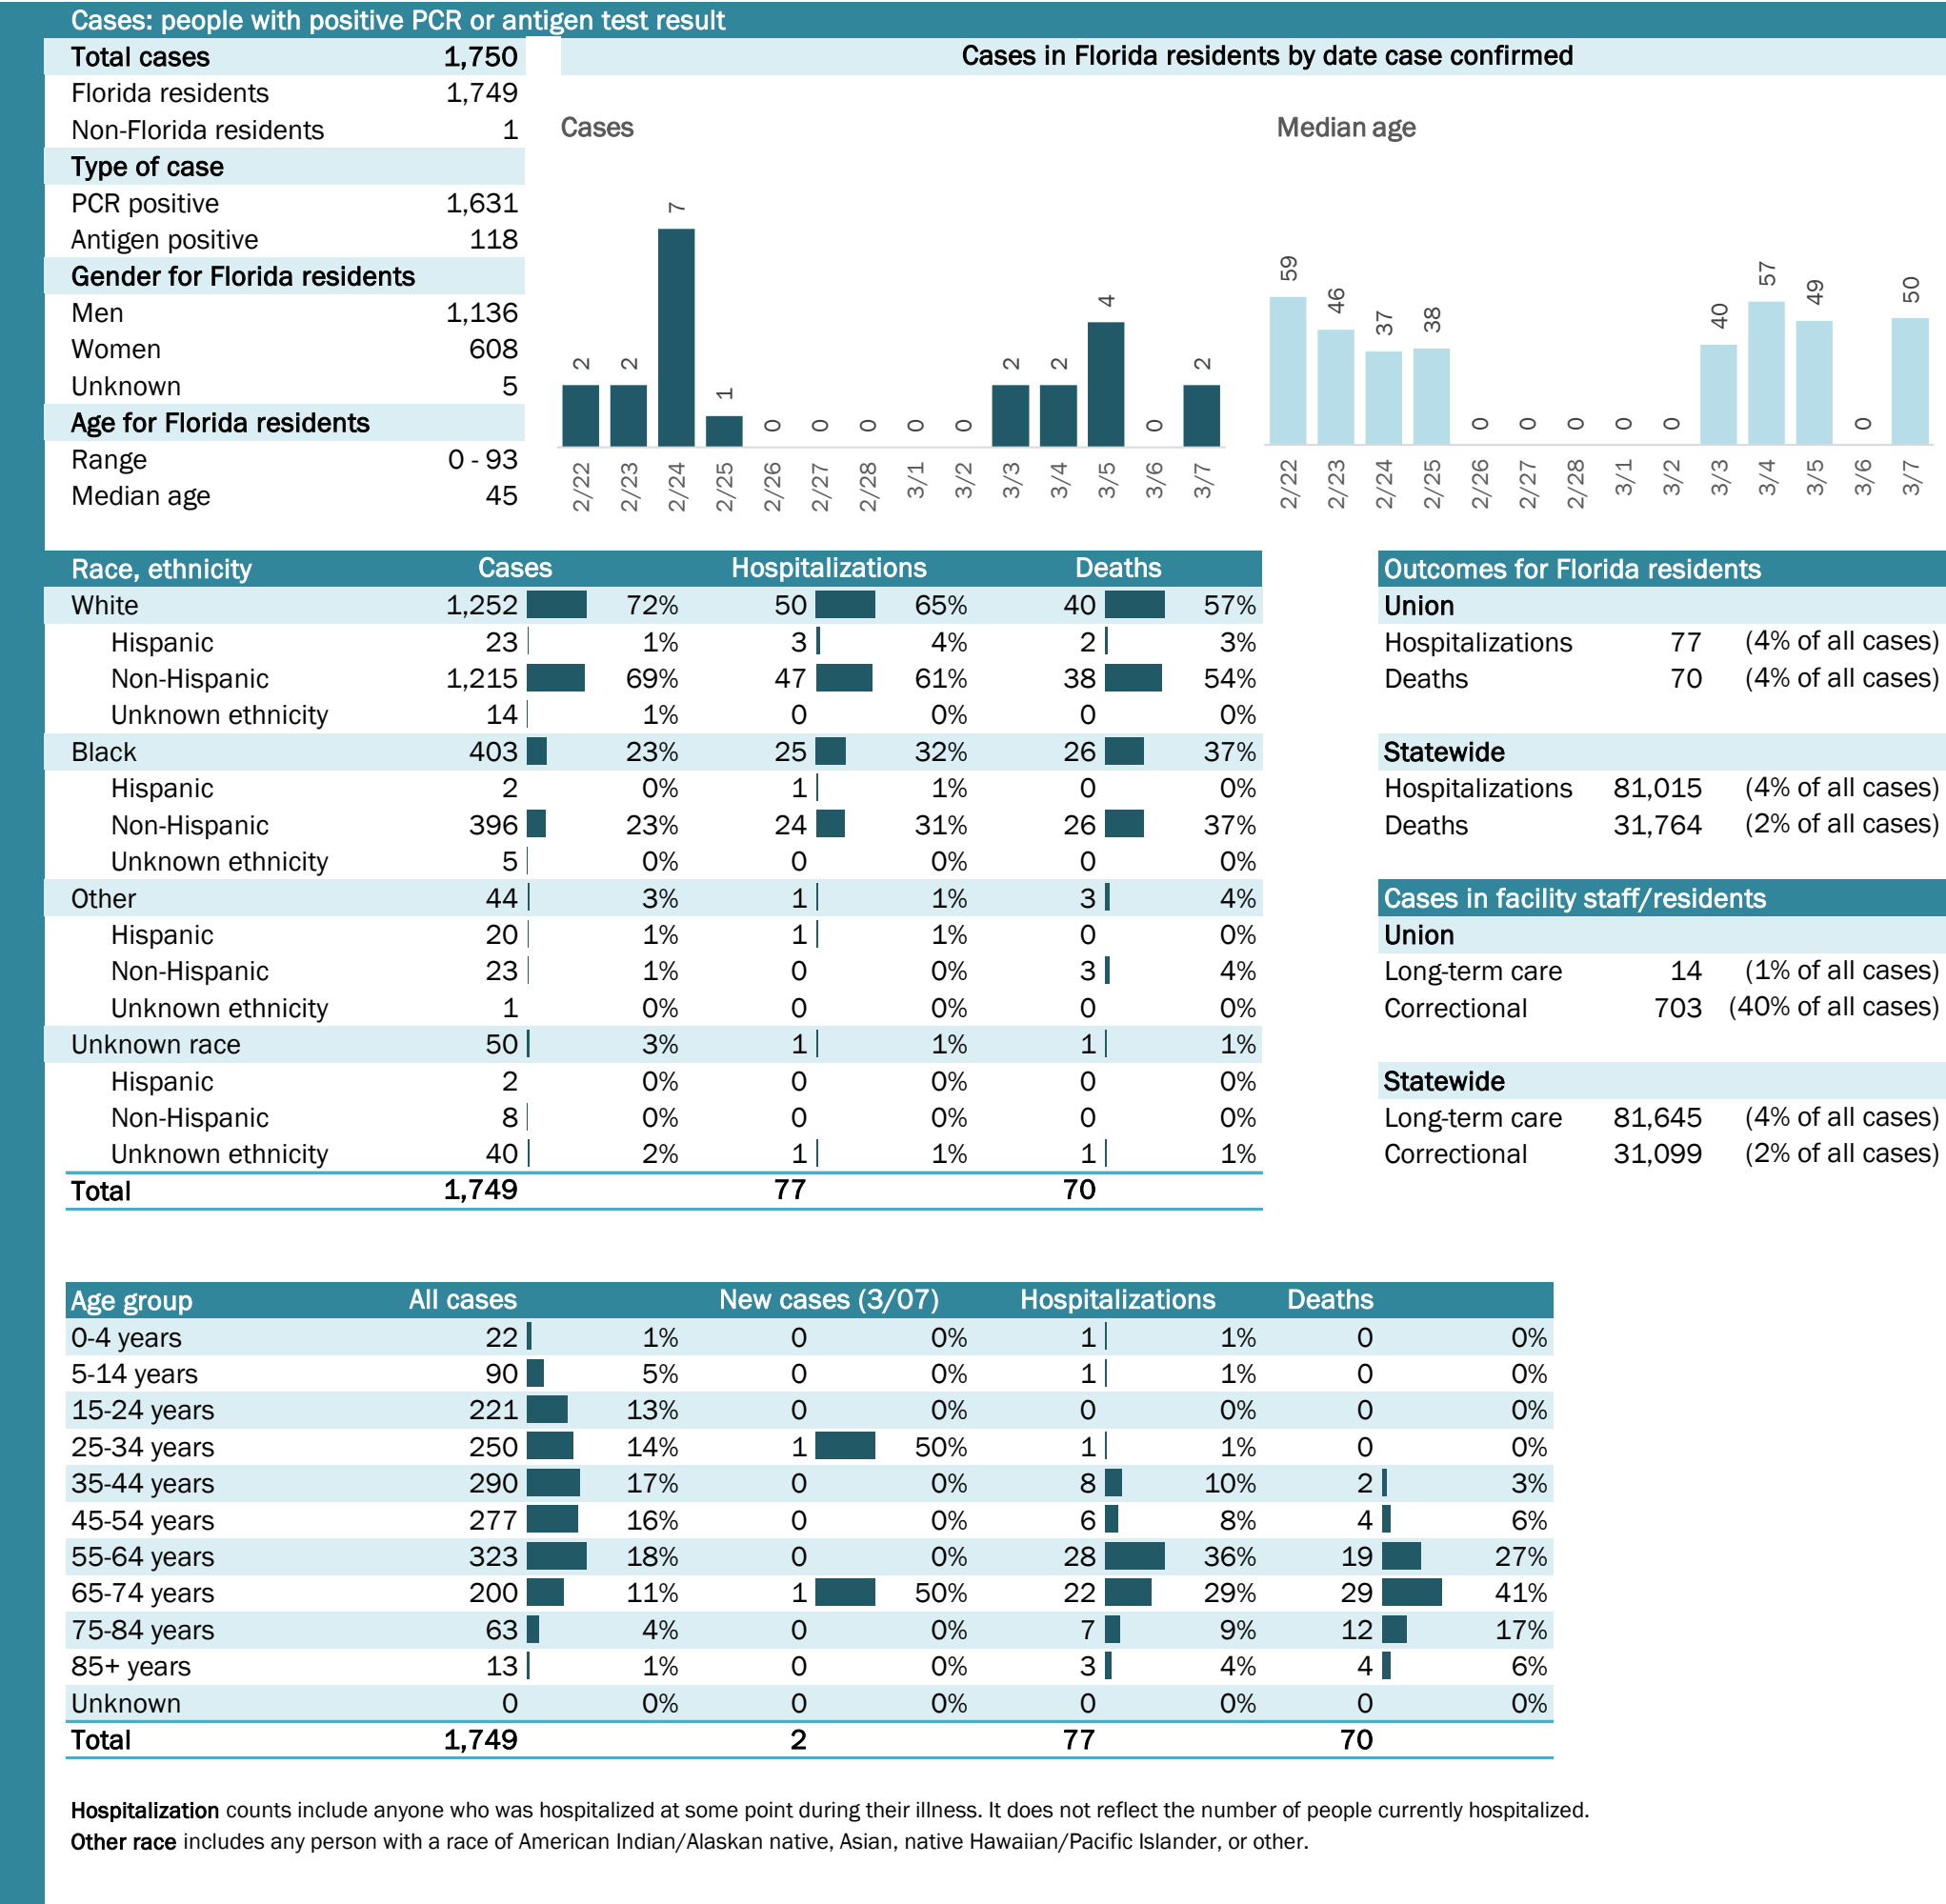 Cases: people with positive PCR or antigen test result
Total cases 1,750
Florida residents 1,749
Non-Florida residents 1
Type of case
PCR positive 1,631
Antigen positive 118
Gender for Florida residents
Men 1,136
Women 608
Unknown 5
Age for Florida residents
Range 0 - 93
Median age 45
Cases in Florida residents by date case confirmed
Cases
2 2 7 1 0 0 0 0 0 2 2 4 0 2
2/22 2/23 2/24 2/25 2/26 2/27 2/28 3/1 3/2 3/3 3/4 3/5 3/6 3/7
Median age
59 46 37 38 0 0 0 0 0 40 57 49 0 50
2/22 2/23 2/24 2/25 2/26 2/27 2/28 3/1 3/2 3/3 3/4 3/5 3/6 3/7
Race, ethnicity Cases Hospitalizations Deaths
White 1,252 72% 50 65% 40 57%
Hispanic 23 1% 3 4% 2 3%
Non-Hispanic 1,215 69% 47 61% 38 54%
Unknown ethnicity 14 1% 0 0% 0 0%
Black 403 23% 25 32% 26 37%
Hispanic 2 0% 1 1% 0 0%
Non-Hispanic 396 23% 24 31% 26 37%
Unknown ethnicity 5 0% 0 0% 0 0%
Other 44 3% 1 1% 3 4%
Hispanic 20 1% 1 1% 0 0%
Non-Hispanic 23 1% 0 0% 3 4%
Unknown ethnicity 1 0% 0 0% 0 0%
Unknown race 50 3% 1 1% 1 1%
Hispanic 2 0% 0 0% 0 0%
Non-Hispanic 8 0% 0 0% 0 0%
Unknown ethnicity 40 2% 1 1% 1 1%
Total 1,749 77 70
Outcomes for Florida residents
Union
Hospitalizations 77 (4% of all cases)
Deaths 70 (4% of all cases)
Statewide
Hospitalizations 81,015 (4% of all cases)
Deaths 31,764 (2% of all cases)
Cases in facility staff/residents
Union
Long-term care 14 (1% of all cases)
Correctional 703 (40% of all cases)
Statewide
Long-term care 81,645 (4% of all cases)
Correctional 31,099 (2% of all cases)
Age group All cases New cases (3/07) Hospitalizations Deaths
0-4 years 22 1% 0 0% 1 1% 0 0%
5-14 years 90 5% 0 0% 1 1% 0 0%
15-24 years 221 13% 0 0% 0 0% 0 0%
25-34 years 250 14% 1 50% 1 1% 0 0%
35-44 years 290 17% 0 0% 8 10% 2 3%
45-54 years 277 16% 0 0% 6 8% 4 6%
55-64 years 323 18% 0 0% 28 36% 19 27%
65-74 years 200 11% 1 50% 22 29% 29 41%
75-84 years 63 4% 0 0% 7 9% 12 17%
85+ years 13 1% 0 0% 3 4% 4 6%
Unknown 0 0% 0 0% 0 0% 0 0%
Total 1,749 2 77 70
Hospitalization counts include anyone who was hospitalized at some point during their illness. It does not reflect the number of people currently hospitalized.
Other race includes any person with a race of American Indian/Alaskan native, Asian, native Hawaiian/Pacific Islander, or other.